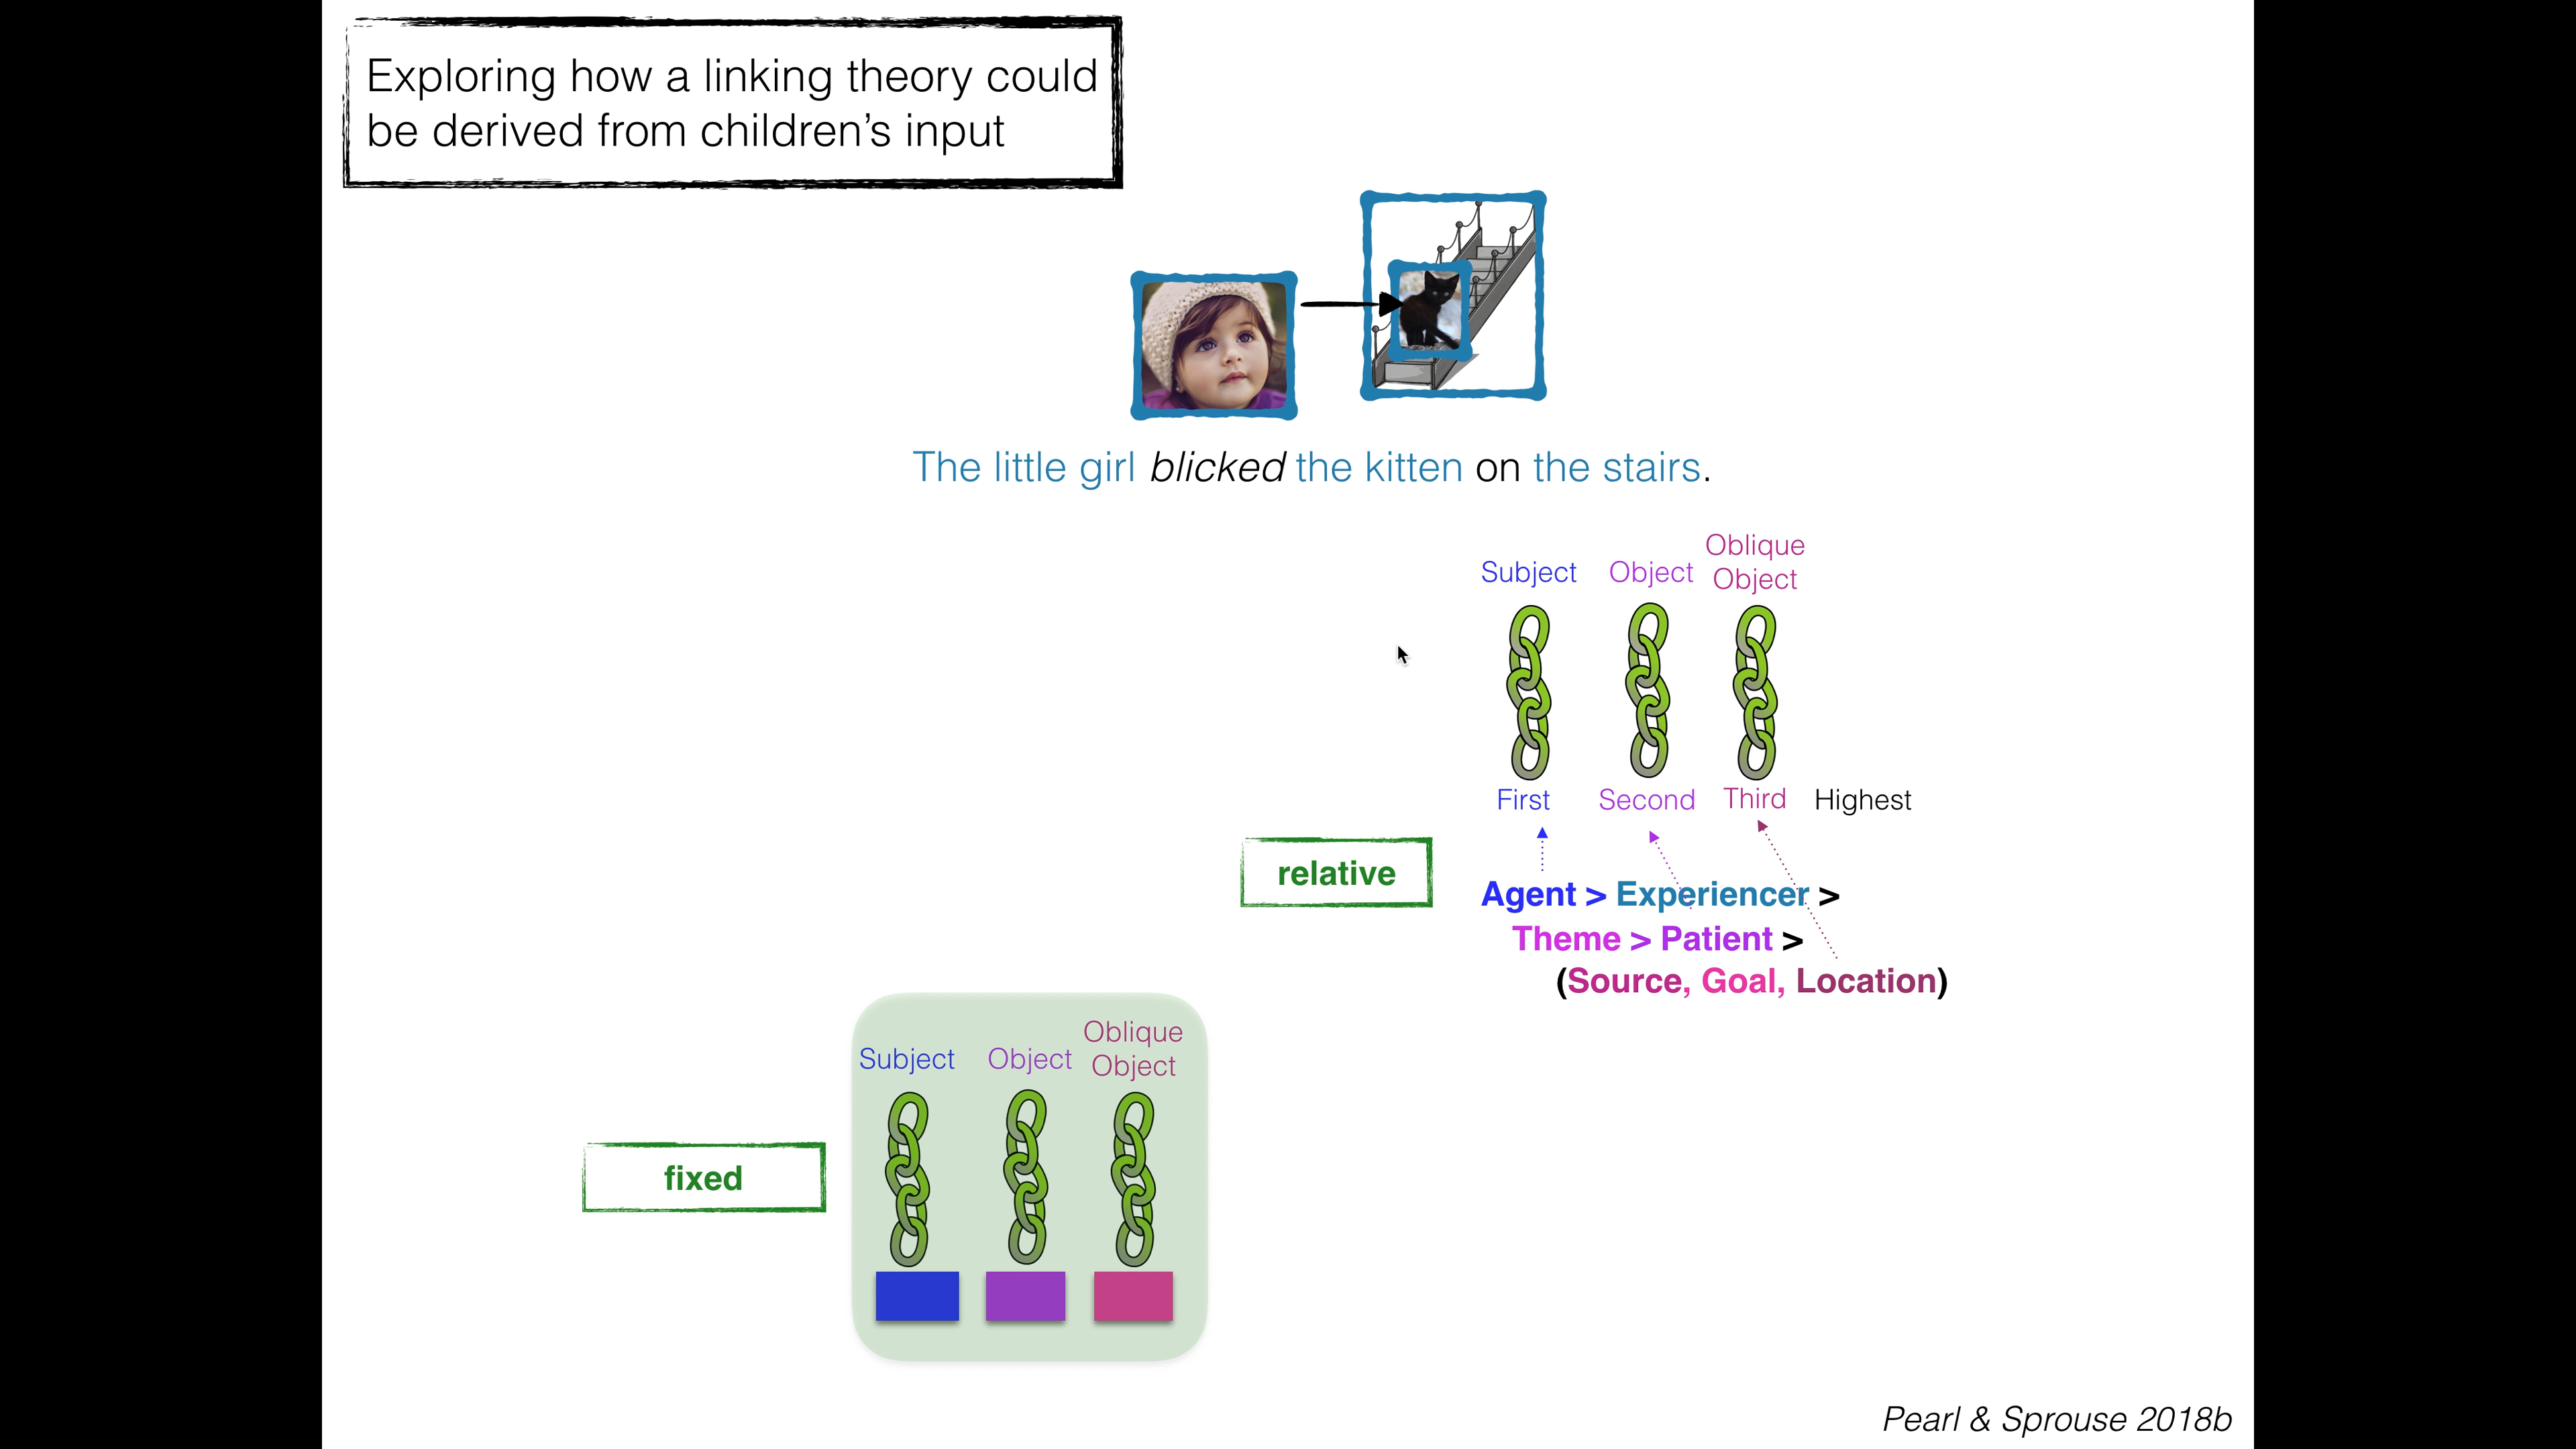 Exploring how a linking theory could
be derived from children's input
The little girl blicked the kitten on the stairs.
Subject Object Oblique Object
First Second Third Highest
relative
Agent > Experiencer >
Theme > Patient >
(Source, Goal, Location)
Subject Object Oblique Object
fixed
Pearl & Sprouse 2018b